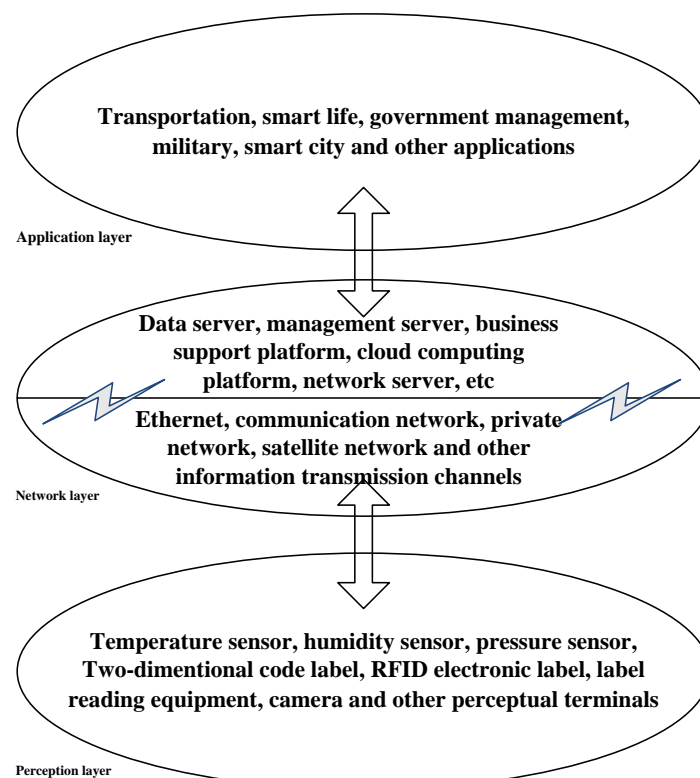 Transportation, smart life, government management,
military, smart city and other applications
Application layer
Data server, management server, business
support platform, cloud computing
platform, network server, etc
Ethernet, communication network, private
network, satellite network and other
information transmission channels
Network layer
Temperature sensor, humidity sensor, pressure sensor,
Two-dimentional code label, RFID electronic label, label
reading equipment, camera and other perceptual terminals
Perception layer